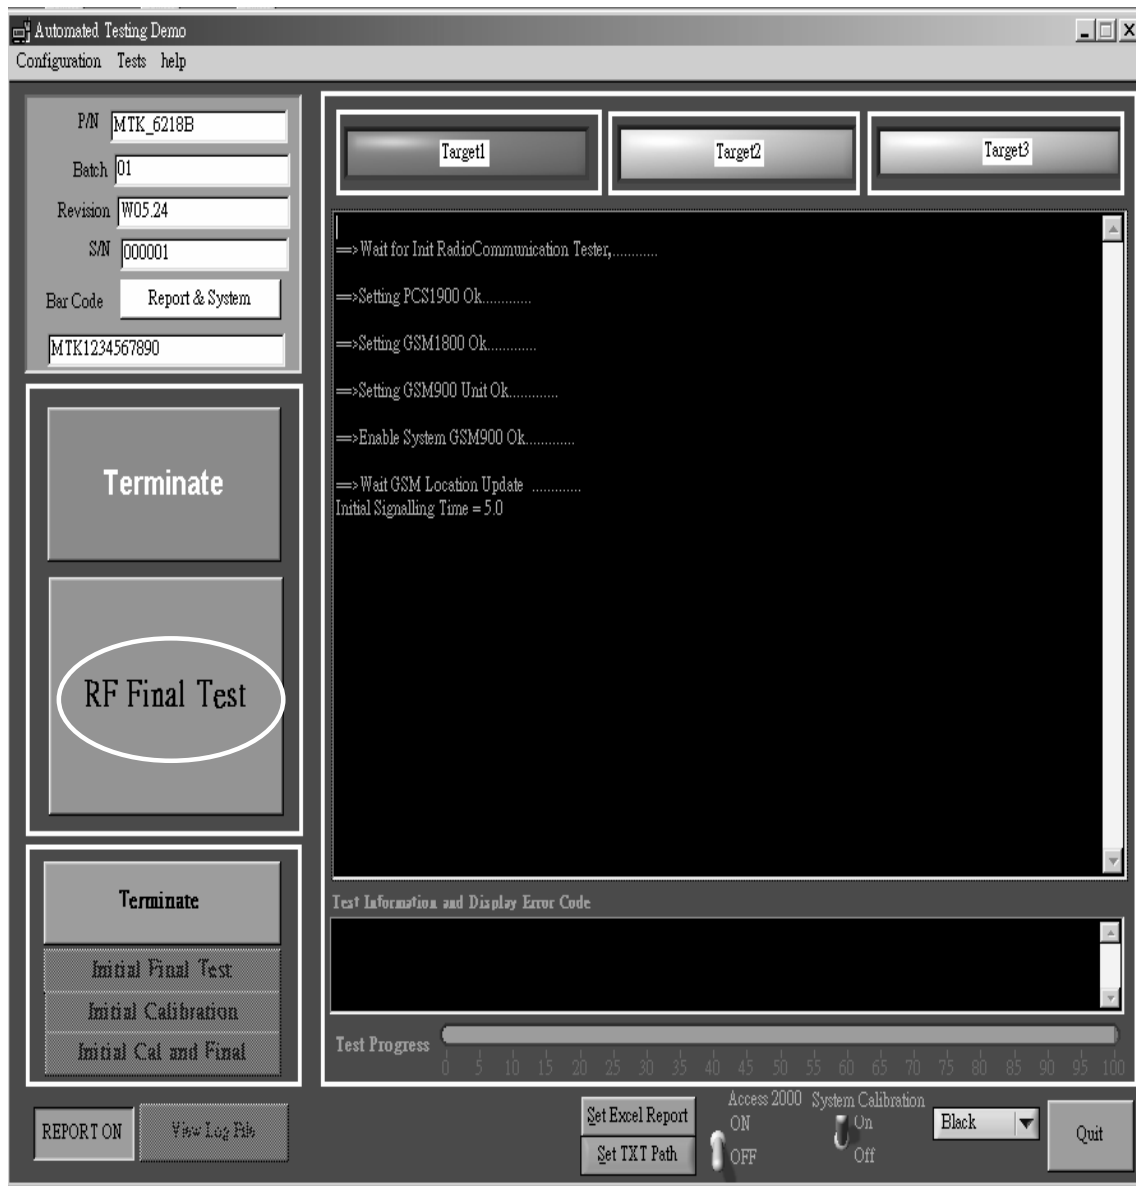 Automated Testing Demo
Configuration Tests help
P/N MTK_6218B
Batch 01
Revision W05.24
S/N 000001
Bar Code Report & System
MTK1234567890
Terminate
RF Final Test
Terminate
Initial Final Test
Initial Calibration
Initial Cal and Final
REPORT ON
View Log File
Target1
Target2
Target3
==>Wait for Init RadioCommunication Tester,............
==>Setting PCS1900 Ok.............
==>Setting GSM1800 Ok.............
==>Setting GSM900 Unit Ok.............
==>Enable System GSM900 Ok.............
==>Wait GSM Location Update .............
Initial Signalling Time = 5.0
Test Information and Display Error Code
Test Progress
0 5 10 15 20 25 30 35 40 45 50 55 60 65 70 75 80 85 90 95 100
Set Excel Report
Set TXT Path
Access 2000
ON
OFF
System Calibration
On
Off
Black
Quit